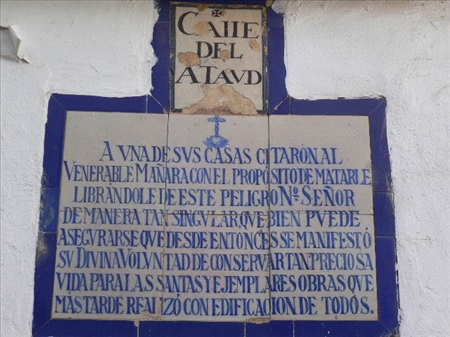 CALLE
DEL
ATAUD
A VNA DE SVS CASAS CITARON AL
VENERABLE MAÑARA CON EL PROPOSITO DE MATARLE
LIBRANDOLE DE ESTE PELIGRO Nº. SEÑOR
DE MANERA TAN SINGVLAR, QVE BIEN PVEDE
ASEGVRARSE QVE DESDE ENTONCES SE MANIFESTÓ
SV DIVINA VOLVNTAD DE CONSERVAR TAN PRECIOSA
VIDA PARA LAS SANTAS Y EJEMPLARES OBRAS QVE
MAS TARDE REALIZÓ CON EDIFICACION DE TODOS.